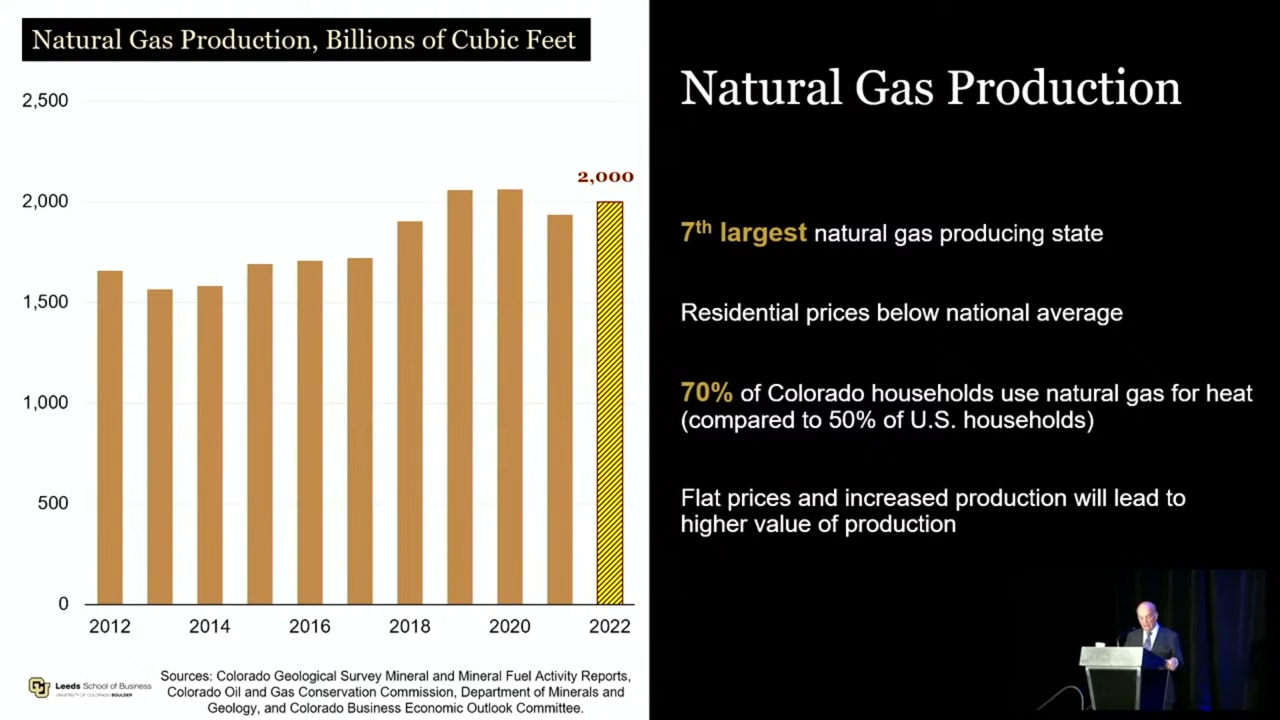 Natural Gas Production, Billions of Cubic Feet
2,500
2,000
1,500
1,000
500
0
2,000
2012 2014 2016 2018 2020 2022
Leeds School of Business
UNIVERSITY OF COLORADO BOULDER
Sources: Colorado Geological Survey Mineral and Mineral Fuel Activity Reports,
Colorado Oil and Gas Conservation Commission, Department of Minerals and
Geology, and Colorado Business Economic Outlook Committee.
Natural Gas Production
7th largest natural gas producing state
Residential prices below national average
70% of Colorado households use natural gas for heat
(compared to 50% of U.S. households)
Flat prices and increased production will lead to
higher value of production